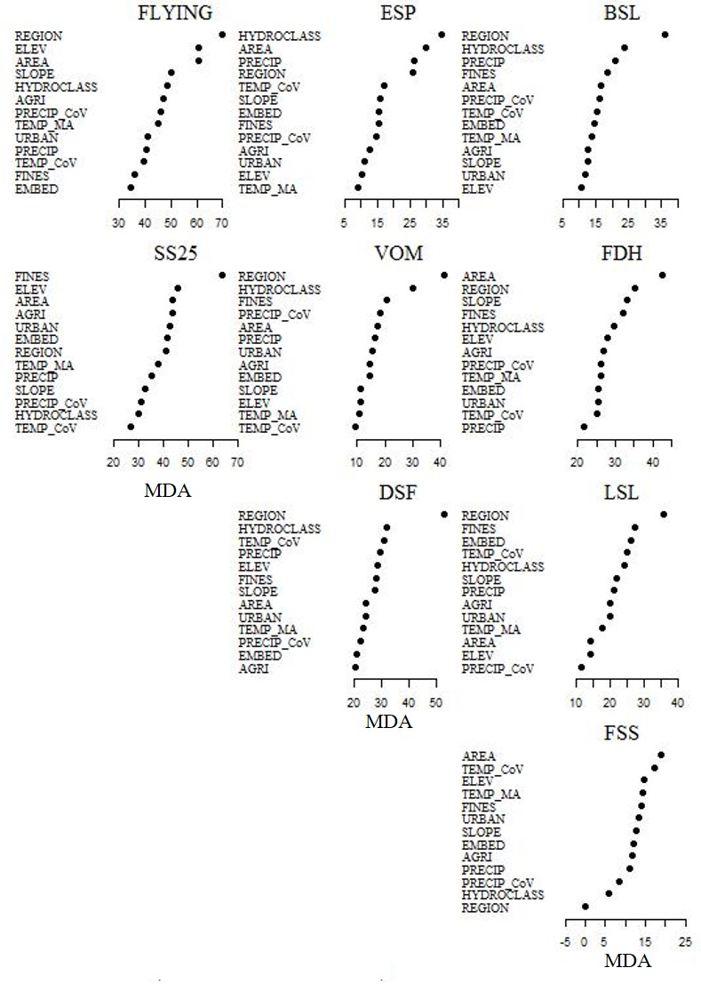 FLYING
REGION
ELEV
AREA
SLOPE
HYDROCLASS
AGRI
PRECIP_CoV
TEMP_MA
URBAN
PRECIP
TEMP_CoV
FINES
EMBED
30 40 50 60 70
ESP
HYDROCLASS
AREA
PRECIP
REGION
TEMP_CoV
SLOPE
EMBED
FINES
PRECIP_CoV
AGRI
URBAN
ELEV
TEMP_MA
5 15 25 35
BSL
REGION
HYDROCLASS
PRECIP
FINES
AREA
PRECIP_CoV
TEMP_CoV
EMBED
TEMP_MA
AGRI
SLOPE
URBAN
ELEV
5 15 25 35
SS25
FINES
ELEV
AREA
AGRI
URBAN
EMBED
REGION
TEMP_MA
PRECIP
SLOPE
PRECIP_CoV
HYDROCLASS
TEMP_CoV
20 30 40 50 60 70
MDA
VOM
REGION
HYDROCLASS
FINES
PRECIP_CoV
AREA
PRECIP
URBAN
AGRI
EMBED
SLOPE
ELEV
TEMP_MA
TEMP_CoV
10 20 30 40
FDH
AREA
REGION
SLOPE
FINES
HYDROCLASS
ELEV
AGRI
PRECIP_CoV
TEMP_MA
EMBED
URBAN
TEMP_CoV
PRECIP
20 30 40
DSF
REGION
HYDROCLASS
TEMP_CoV
PRECIP
ELEV
FINES
SLOPE
AREA
URBAN
TEMP_MA
PRECIP_CoV
EMBED
AGRI
20 30 40 50
MDA
LSL
REGION
FINES
EMBED
TEMP_CoV
HYDROCLASS
SLOPE
PRECIP
AGRI
URBAN
TEMP_MA
AREA
ELEV
PRECIP_CoV
10 20 30 40
FSS
AREA
TEMP_CoV
ELEV
TEMP_MA
FINES
URBAN
SLOPE
EMBED
AGRI
PRECIP
PRECIP_CoV
HYDROCLASS
REGION
-5 0 5 15 25
MDA